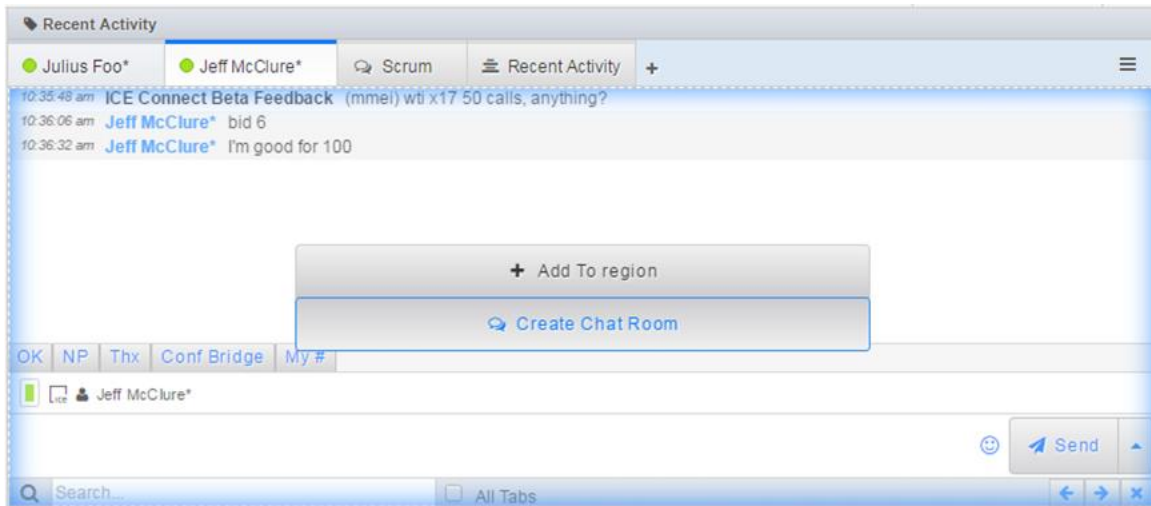 Recent Activity
Julius Foo* Jeff McClure* Scrum Recent Activity +
10:35:48 am ICE Connect Beta Feedback (mmei) wti x17 50 calls, anything?
10:36:06 am Jeff McClure* bid 6
10:36:32 am Jeff McClure* I'm good for 100
+ Add To region
Create Chat Room
OK NP Thx Conf Bridge My #
ice Jeff McClure*
Send
Search... All Tabs